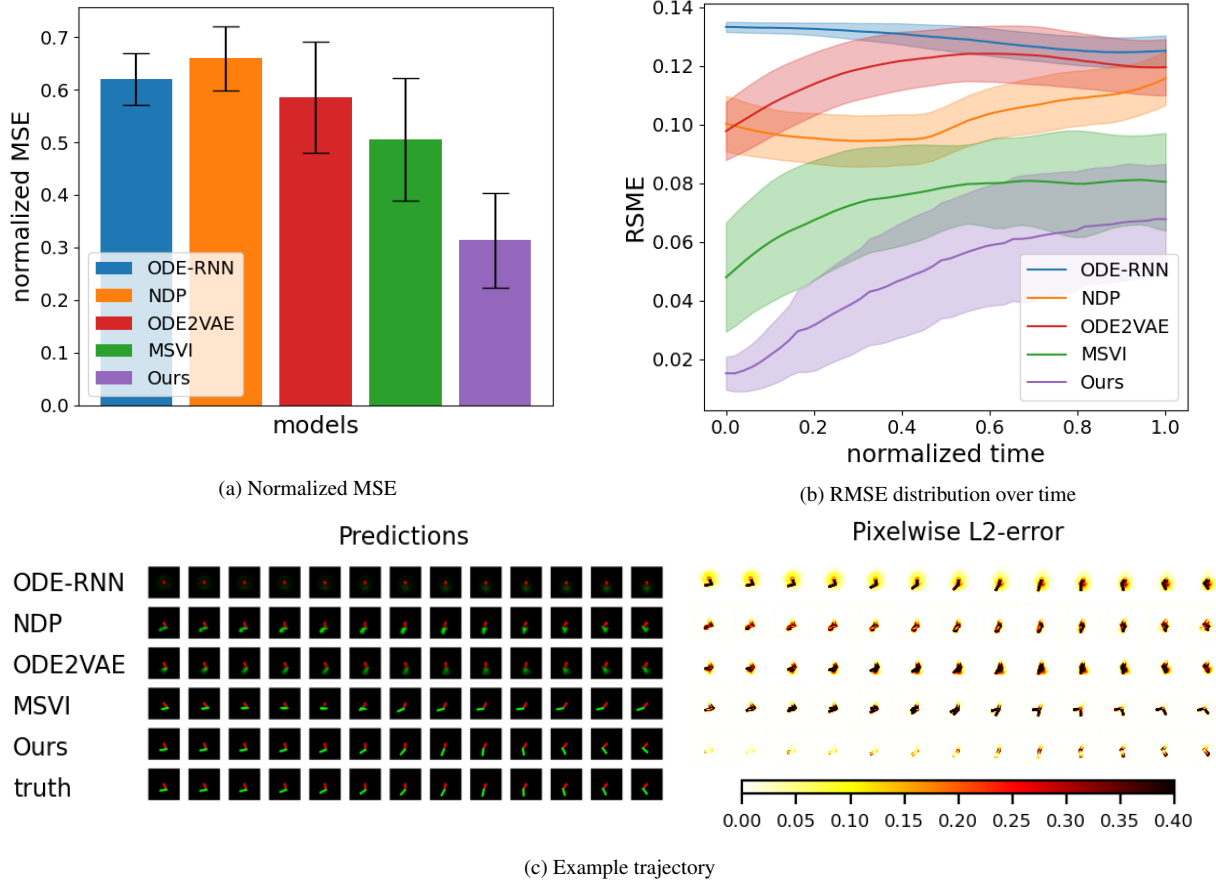 0.7
0.6
0.5
0.4
0.3
0.2
0.1
0.0
normalized MSE
ODE-RNN
NDP
ODE2VAE
MSVI
Ours
models
(a) Normalized MSE
0.14
0.12
0.10
0.08
0.06
0.04
0.02
RSME
ODE-RNN
NDP
ODE2VAE
MSVI
Ours
0.0 0.2 0.4 0.6 0.8 1.0
normalized time
(b) RMSE distribution over time
Predictions
Pixelwise L2-error
ODE-RNN
NDP
ODE2VAE
MSVI
Ours
truth
0.00 0.05 0.10 0.15 0.20 0.25 0.30 0.35 0.40
(c) Example trajectory